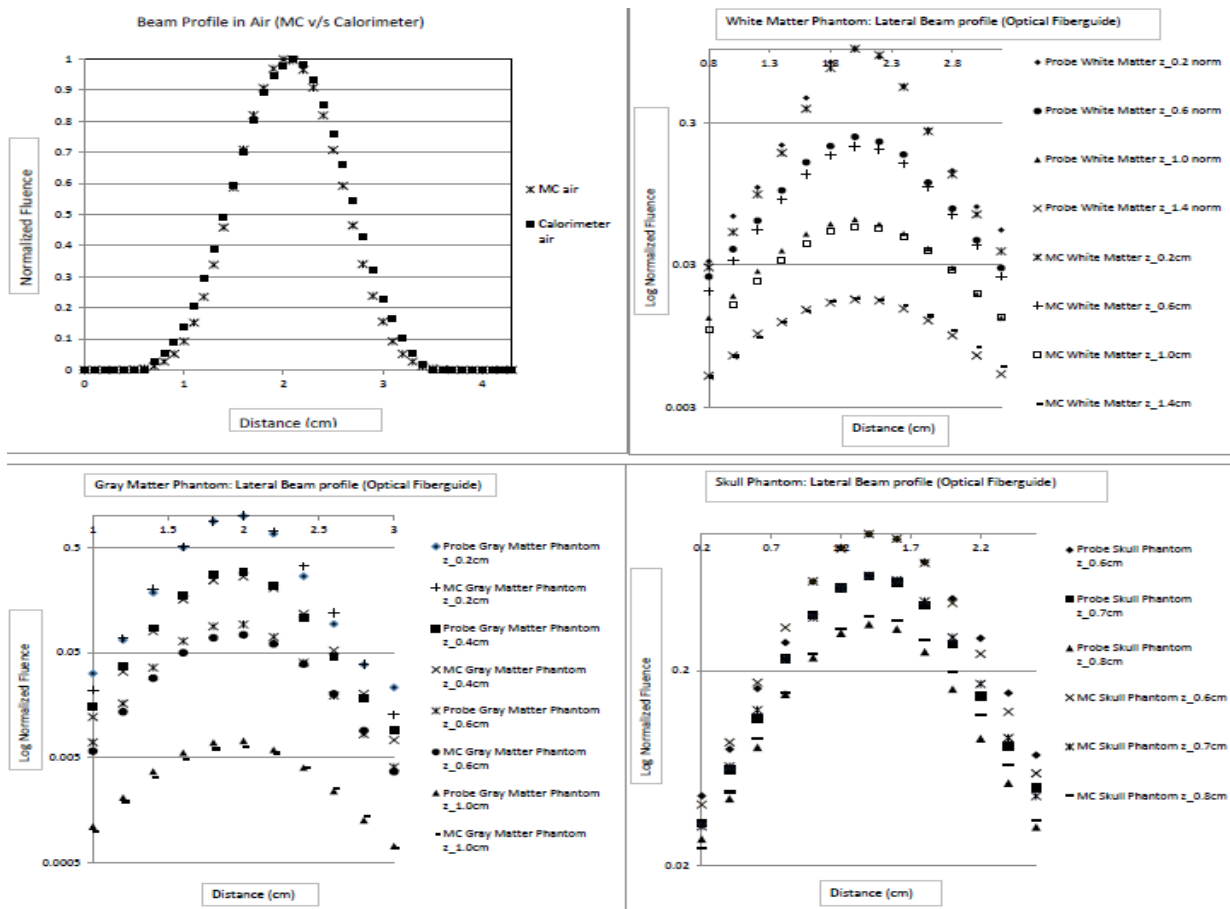 Beam Profile in Air (MC v/s Calorimeter)
1
0.9
0.8
0.7
0.6
0.5
0.4
0.3
0.2
0.1
0
0
1
2
3
4
Normalized Fluence
Distance (cm)
MC air
Calorimeter
air
White Matter Phantom: Lateral Beam profile (Optical Fiberguide)
0.8
1.3
1.8
2.3
2.8
0.3
0.03
0.003
Log Normalized Fluence
Distance (cm)
Probe White Matter z_0.2 norm
Probe White Matter z_0.6 norm
Probe White Matter z_1.0 norm
Probe White Matter z_1.4 norm
MC White Matter z_0.2cm
MC White Matter z_0.6cm
MC White Matter z_1.0cm
MC White Matter z_1.4cm
Gray Matter Phantom: Lateral Beam profile (Optical Fiberguide)
1
1.5
2
2.5
3
0.5
0.05
0.005
0.0005
Log Normalized Fluence
Distance (cm)
Probe Gray Matter Phantom
z_0.2cm
MC Gray Matter Phantom
z_0.2cm
Probe Gray Matter Phantom
z_0.4cm
MC Gray Matter Phantom
z_0.4cm
Probe Gray Matter Phantom
z_0.6cm
MC Gray Matter Phantom
z_0.6cm
Probe Gray Matter Phantom
z_1.0cm
MC Gray Matter Phantom
z_1.0cm
Skull Phantom: Lateral Beam profile (Optical Fiberguide)
0.2
0.7
1.2
1.7
2.2
0.2
0.02
Log Normalized Fluence
Distance (cm)
Probe Skull Phantom
z_0.6cm
Probe Skull Phantom
z_0.7cm
Probe Skull Phantom
z_0.8cm
MC Skull Phantom z_0.6cm
MC Skull Phantom z_0.7cm
MC Skull Phantom z_0.8cm